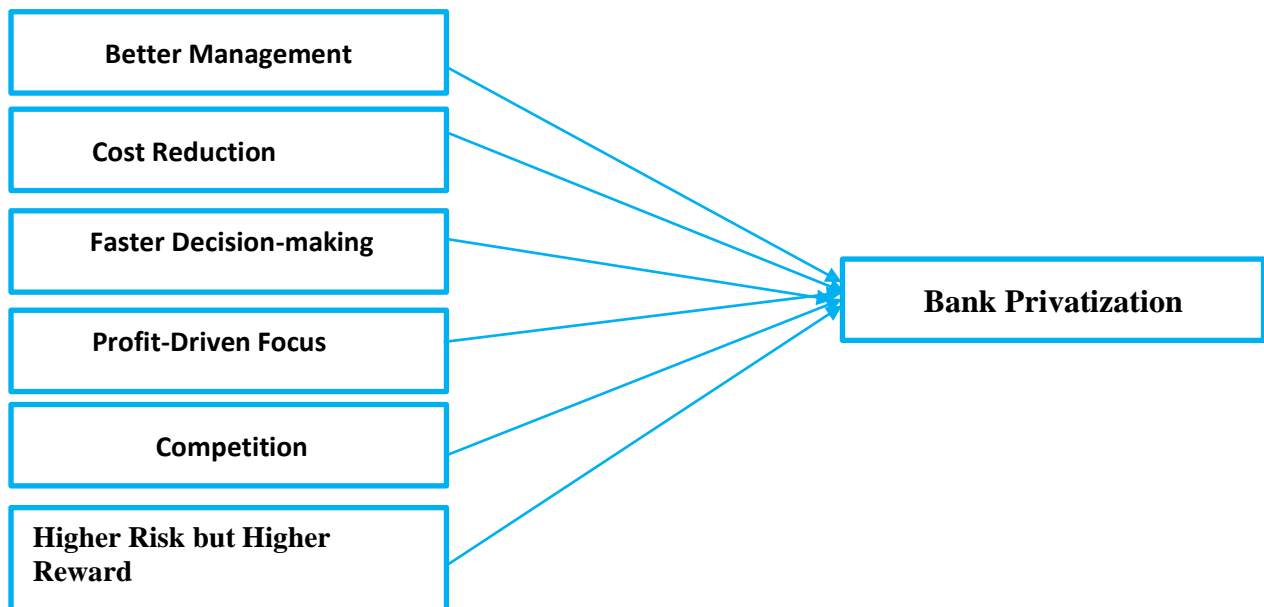 Better Management
Cost Reduction
Faster Decision-making
Profit-Driven Focus
Competition
Higher Risk but Higher
Reward
Bank Privatization